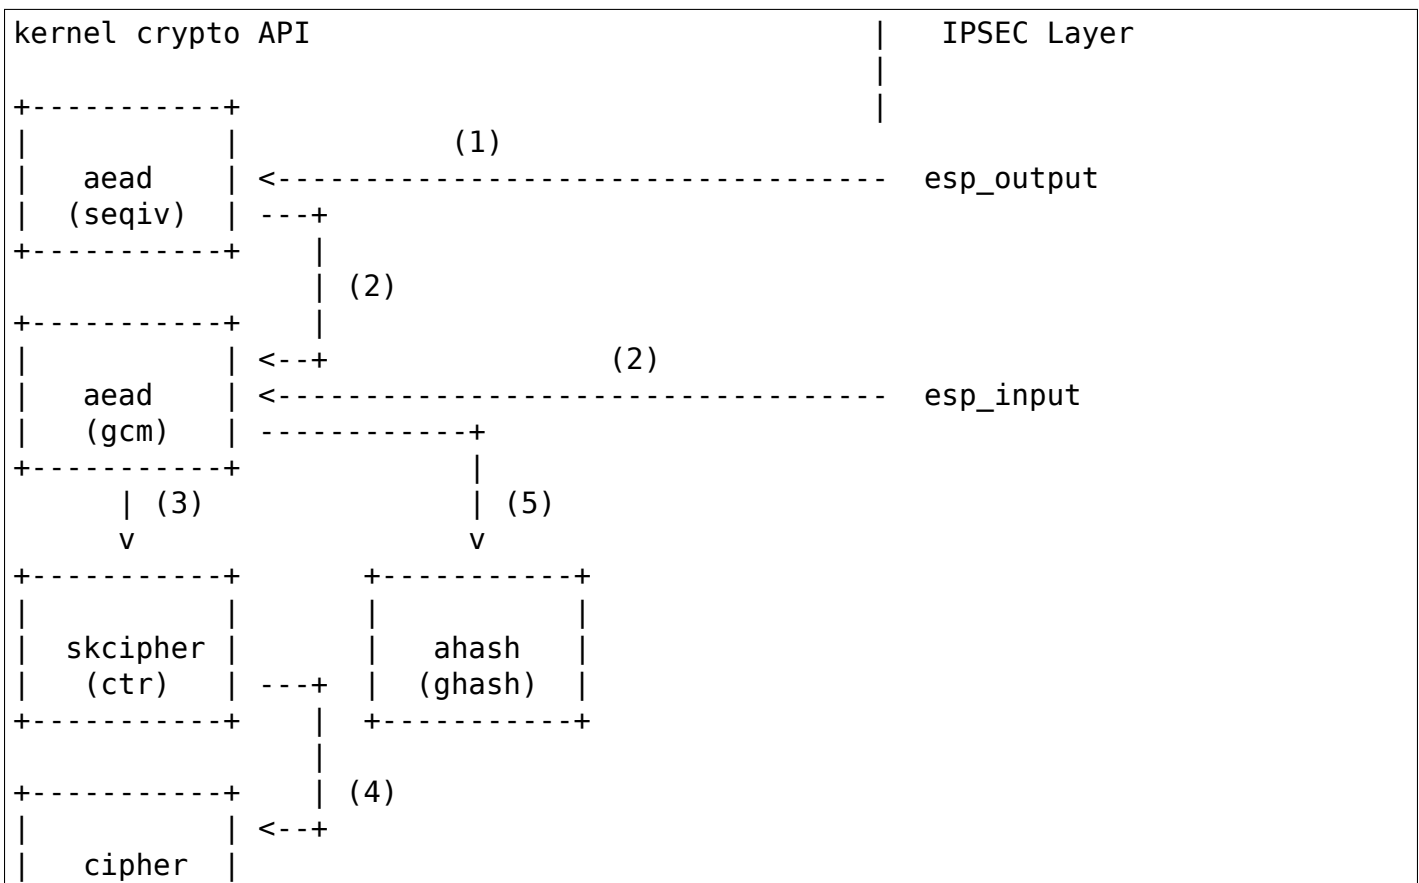 kernel crypto API                                |   IPSEC Layer
                                                 |
+-----------+                                    |
|           |            (1)
|   aead    | <-----------------------------------  esp_output
|  (seqiv)  | ---+
+-----------+    |
                 | (2)
+-----------+    |
|           | <--+                (2)
|   aead    | <-----------------------------------  esp_input
|   (gcm)   | ------------+
+-----------+             |
      | (3)               | (5)
      v                   v
+-----------+       +-----------+
|           |       |           |
|  skcipher |       |   ahash   |
|   (ctr)   | ---+  |  (ghash)  |
+-----------+    |  +-----------+
                 |
+-----------+    | (4)
|           | <--+
|   cipher  |